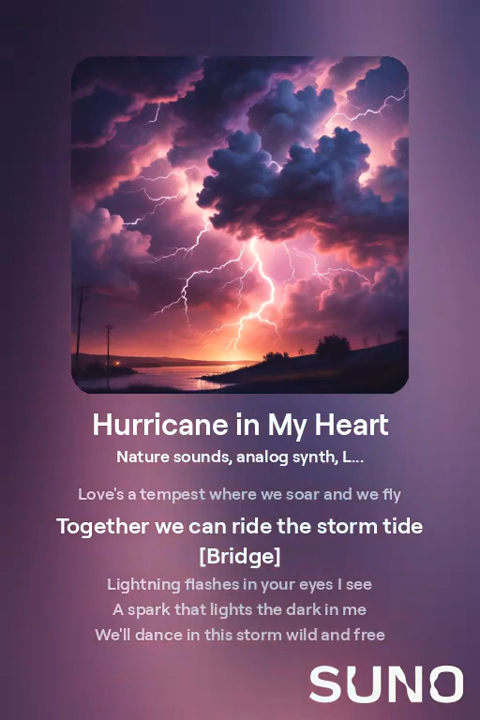 Hurricane in My Heart
Nature sounds, analog synth, L...
Love's a tempest where we soar and we fly
Together we can ride the storm tide
[Bridge]
Lightning flashes in your eyes I see
A spark that lights the dark in me
We'll dance in this storm wild and free
SUNO